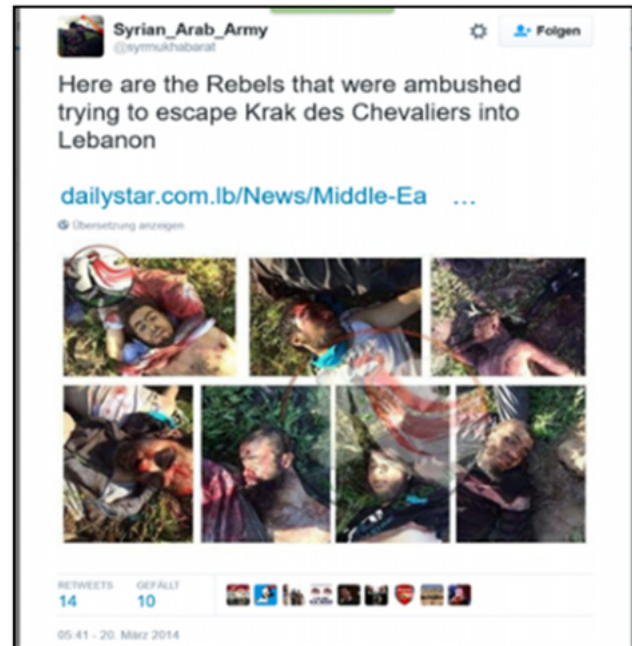 Syrian_Arab_Army
@syrmukhabarat
Folgen
Here are the Rebels that were ambushed
trying to escape Krak des Chevaliers into
Lebanon
dailystar.com.lb/News/Middle-Ea ...
Übersetzung anzeigen
RETWEETS GEFÄLLT
14 10
05:41 - 20. März 2014